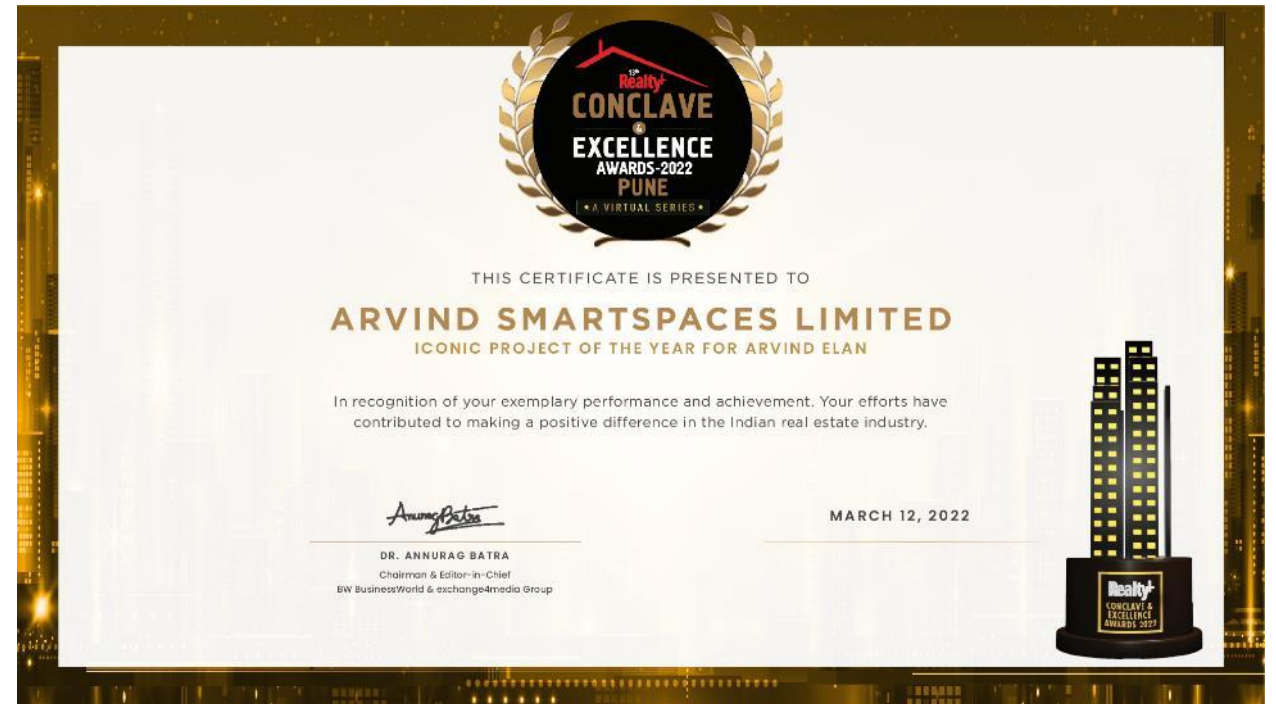 13th
Realty+
CONCLAVE
&
EXCELLENCE
AWARDS-2022
PUNE
•A VIRTUAL SERIES•
THIS CERTIFICATE IS PRESENTED TO
ARVIND SMARTSPACES LIMITED
ICONIC PROJECT OF THE YEAR FOR ARVIND ELAN
In recognition of your exemplary performance and achievement. Your efforts have
contributed to making a positive difference in the Indian real estate industry.
Anurag Batra
MARCH 12, 2022
DR. ANNURAG BATRA
Chairman & Editor-in-Chief
BW BusinessWorld & exchange4media Group
Realty+
CONCLAVE &
EXCELLENCE
AWARDS 2022